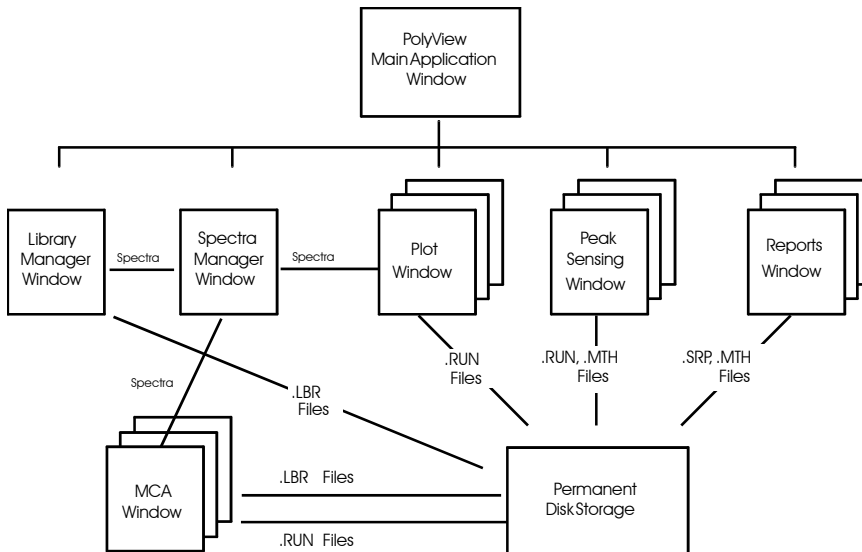 PolyView
Main Application
Window
Library
Manager
Window
Spectra
Spectra
Manager
Window
Spectra
Plot
Window
Peak
Sensing
Window
Reports
Window
Spectra
.LBR
Files
.RUN
Files
.RUN, .MTH
Files
.SRP, .MTH
Files
MCA
Window
.LBR Files
.RUN Files
Permanent
Disk Storage